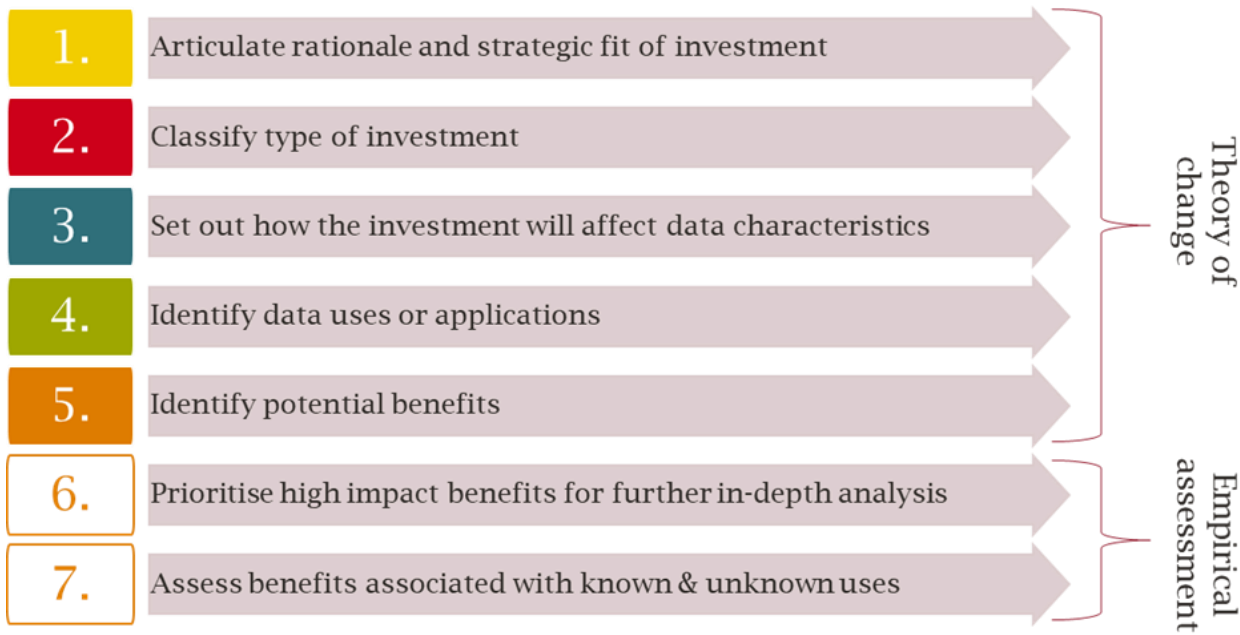 1. Articulate rationale and strategic fit of investment
2. Classify type of investment
3. Set out how the investment will affect data characteristics
4. Identify data uses or applications
5. Identify potential benefits
Theory of
change
6. Prioritise high impact benefits for further in-depth analysis
7. Assess benefits associated with known & unknown uses
Empirical
assessment